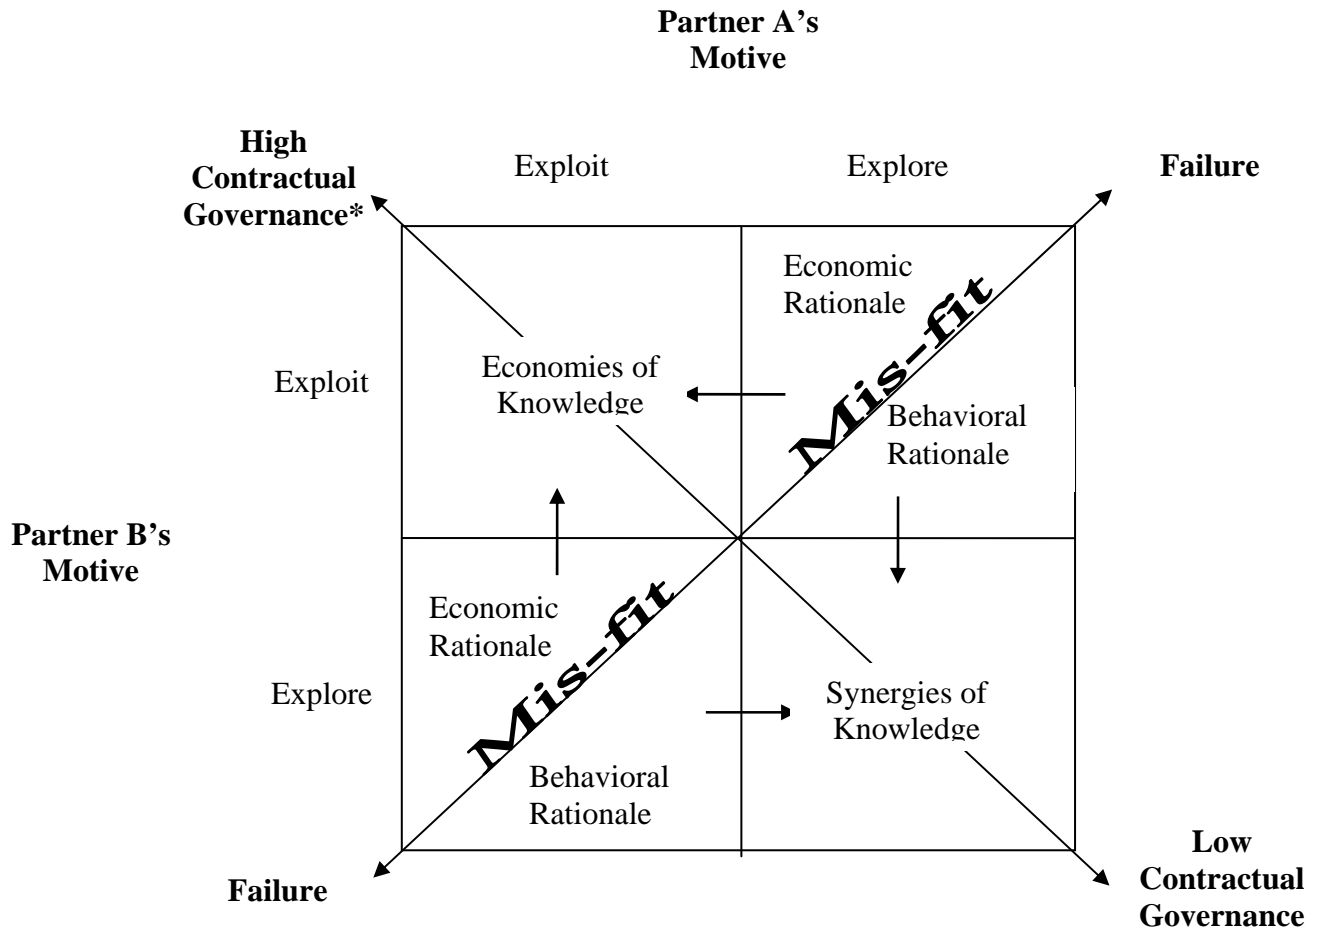 Partner A’s
Motive
High
Contractual
Governance*
Exploit
Explore
Failure
Economic
Rationale
Mis-fit
Economies of
Knowledge
Exploit
Behavioral
Rationale
Partner B’s
Motive
Economic
Rationale
Mis-fit
Explore
Synergies of
Knowledge
Behavioral
Rationale
Failure
Low
Contractual
Governance